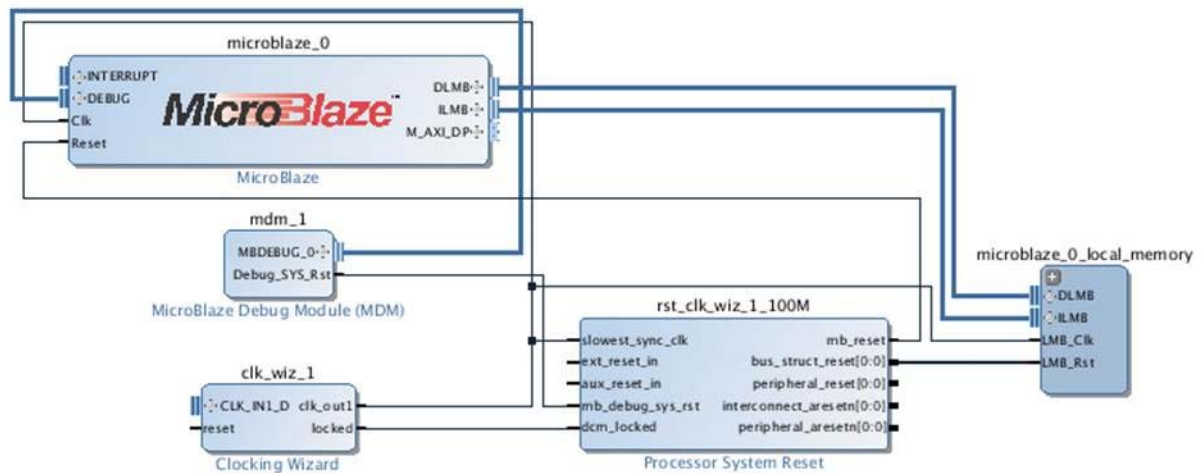 microblaze_0
INTERRUPT
DEBUG
Clk
Reset
MicroBlaze™
DLMB
ILMB
M_AXI_DP
MicroBlaze
mdm_1
MBDEBUG_0
Debug_SYS_Rst
MicroBlaze Debug Module (MDM)
microblaze_0_local_memory
DLMB
ILMB
LMB_Clk
LMB_Rst
rst_clk_wiz_1_100M
slowest_sync_clk
ext_reset_in
aux_reset_in
mb_debug_sys_rst
dcm_locked
mb_reset
bus_struct_reset[0:0]
peripheral_reset[0:0]
interconnect_aresetn[0:0]
peripheral_aresetn[0:0]
Processor System Reset
clk_wiz_1
CLK_IN1_D
reset
clk_out1
locked
Clocking Wizard